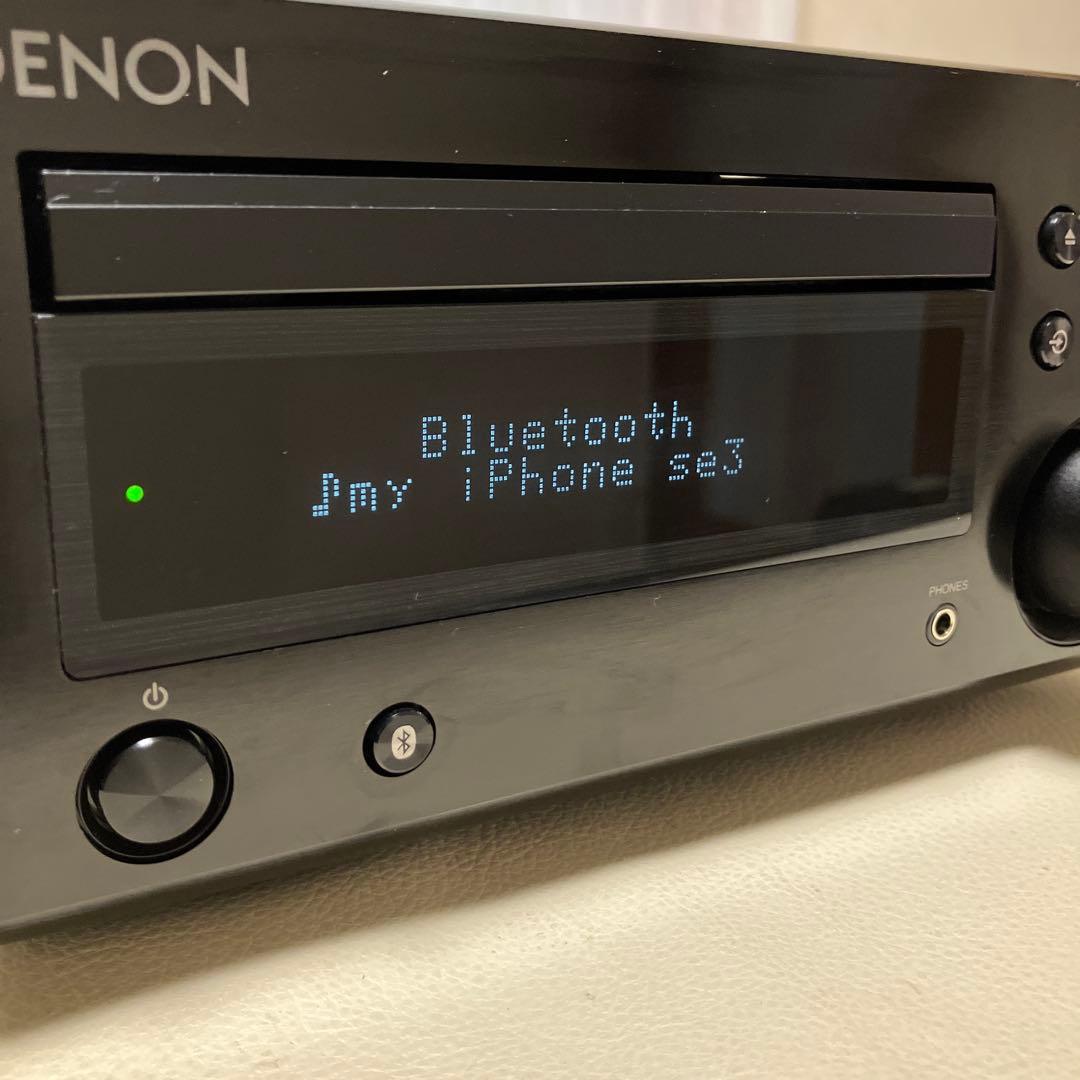 DENON
Bluetooth
♪my iPhone se3
PHONES